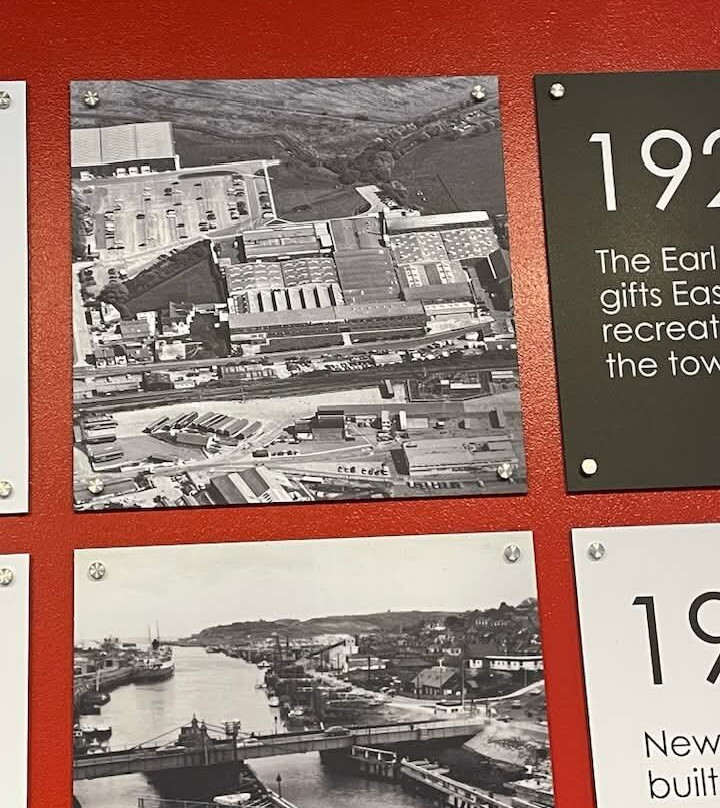 192
The Earl
gifts Eas
recreat
the tow
19
New
built